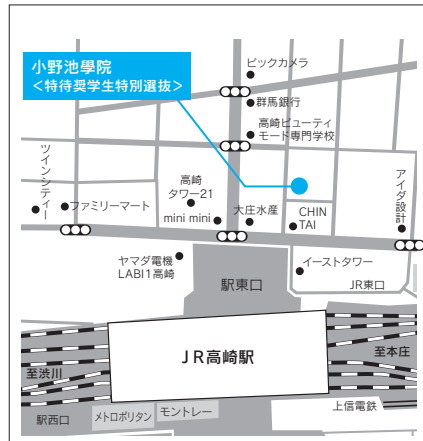 小野池學院
<特待奨学生特別選抜>
ビックカメラ
群馬銀行
高崎ビューティ
モード専門学校
ツインシティー
ファミリーマート
高崎
タワー21
mini mini
大庄水産
CHIN
TAI
アイダ設計
ヤマダ電機
LABI1高崎
イーストタワー
駅東口
JR東口
JR高崎駅
至渋川
至本庄
駅西口
メトロポリタン
モントレー
上信電鉄